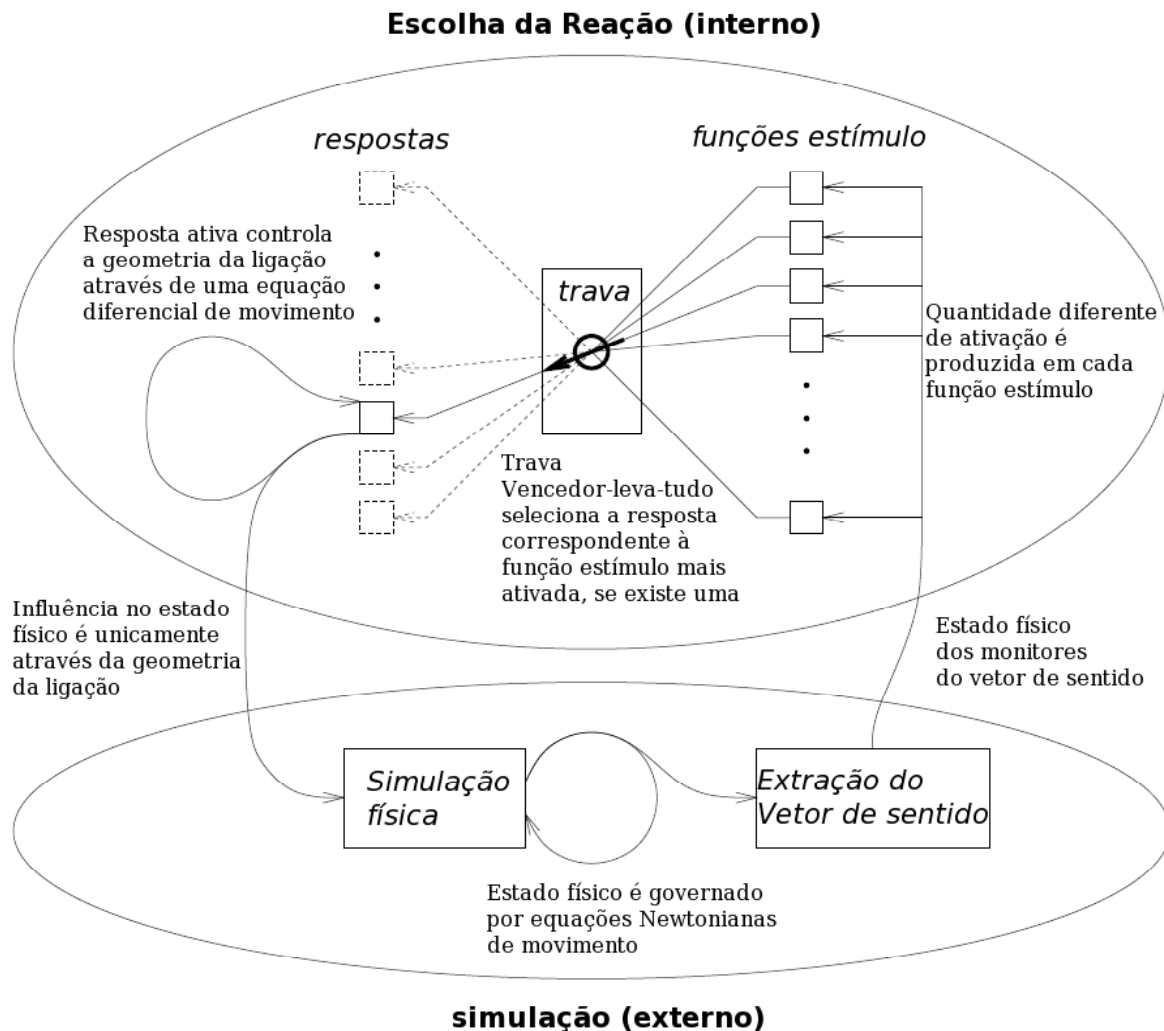 Escolha da Reação (interno)
respostas
funções estímulo
Resposta ativa controla
a geometria da ligação
através de uma equação
diferencial de movimento
trava
Quantidade diferente
de ativação é
produzida em cada
função estímulo
Trava
Vencedor-leva-tudo
seleciona a resposta
correspondente à
função estímulo mais
ativada, se existe uma
Influência no estado
físico é unicamente
através da geometria
da ligação
Estado físico
dos monitores
do vetor de sentido
Simulação
física
Extração do
Vetor de sentido
Estado físico é governado
por equações Newtonianas
de movimento
simulação (externo)